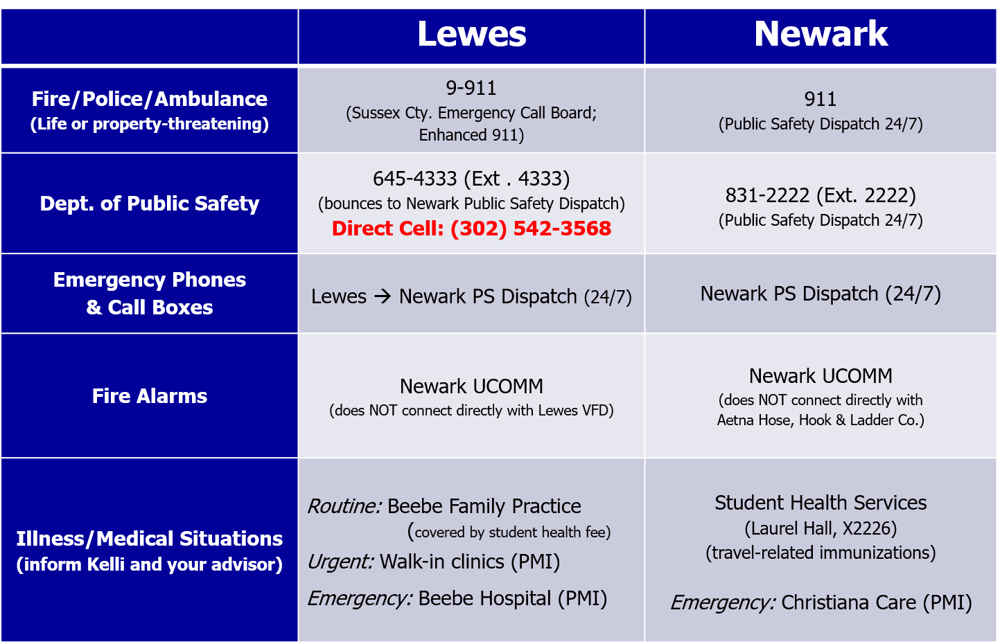 Lewes
Newark
Fire/Police/Ambulance
(Life or property-threatening)
9-911
(Sussex Cty. Emergency Call Board;
Enhanced 911)
911
(Public Safety Dispatch 24/7)
Dept. of Public Safety
645-4333 (Ext . 4333)
(bounces to Newark Public Safety Dispatch)
Direct Cell: (302) 542-3568
831-2222 (Ext. 2222)
(Public Safety Dispatch 24/7)
Emergency Phones
& Call Boxes
Lewes → Newark PS Dispatch (24/7)
Newark PS Dispatch (24/7)
Fire Alarms
Newark UCOMM
(does NOT connect directly with Lewes VFD)
Newark UCOMM
(does NOT connect directly with
Aetna Hose, Hook & Ladder Co.)
Illness/Medical Situations
(inform Kelli and your advisor)
Routine: Beebe Family Practice
(covered by student health fee)
Urgent: Walk-in clinics (PMI)
Emergency: Beebe Hospital (PMI)
Student Health Services
(Laurel Hall, X2226)
(travel-related immunizations)
Emergency: Christiana Care (PMI)